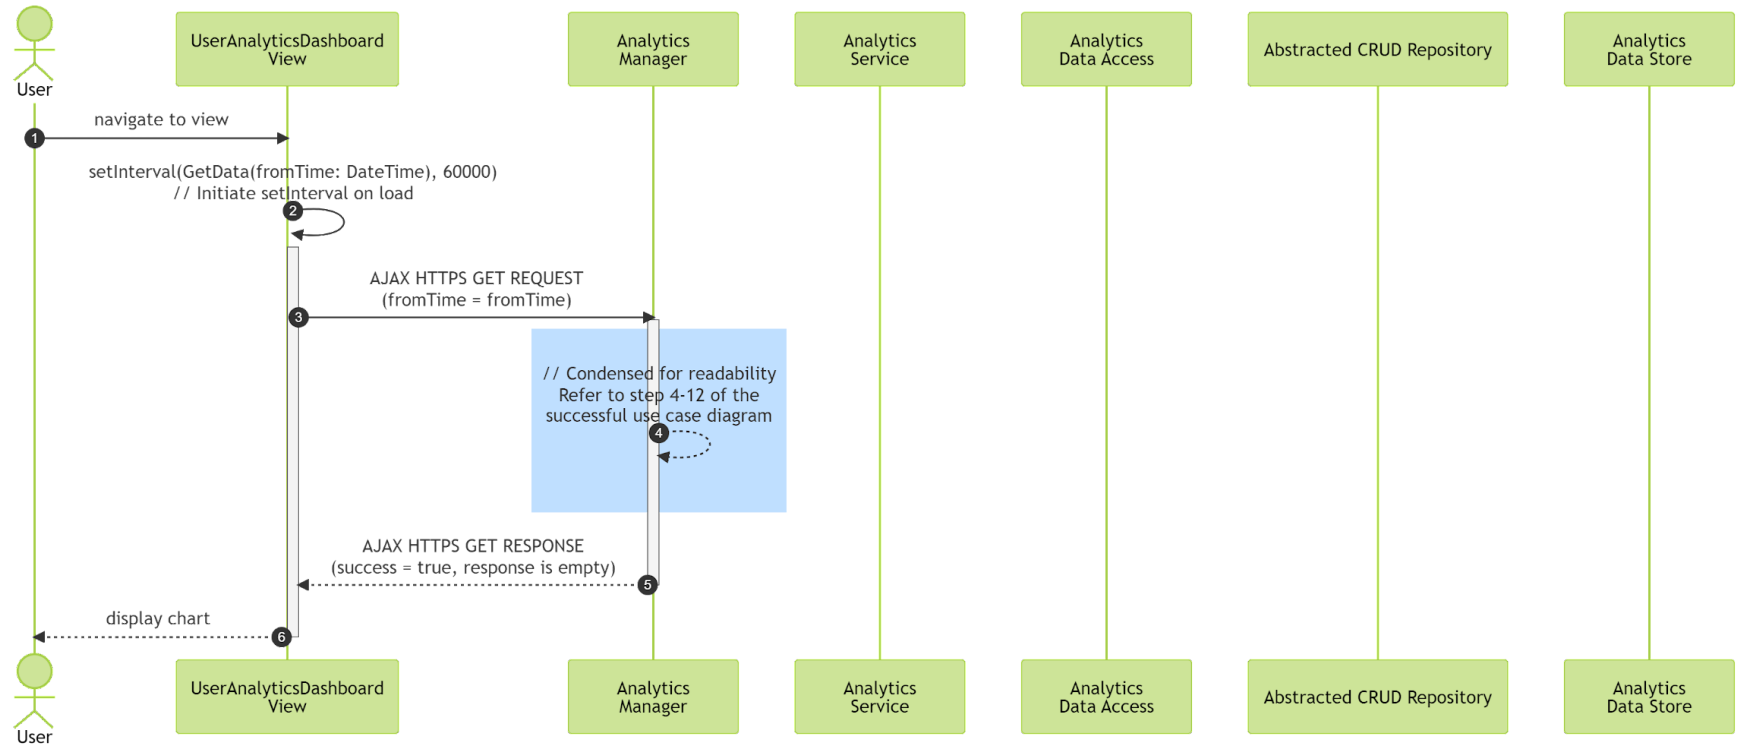 User
UserAnalyticsDashboard
View
Analytics
Manager
Analytics
Service
Analytics
Data Access
Abstracted CRUD Repository
Analytics
Data Store
1
navigate to view
setInterval(GetData(fromTime: DateTime), 60000)
// Initiate setInterval on load
2
AJAX HTTPS GET REQUEST
(fromTime = fromTime)
3
// Condensed for readability
Refer to step 4-12 of the
successful use case diagram
4
AJAX HTTPS GET RESPONSE
(success = true, response is empty)
5
display chart
6
User
UserAnalyticsDashboard
View
Analytics
Manager
Analytics
Service
Analytics
Data Access
Abstracted CRUD Repository
Analytics
Data Store